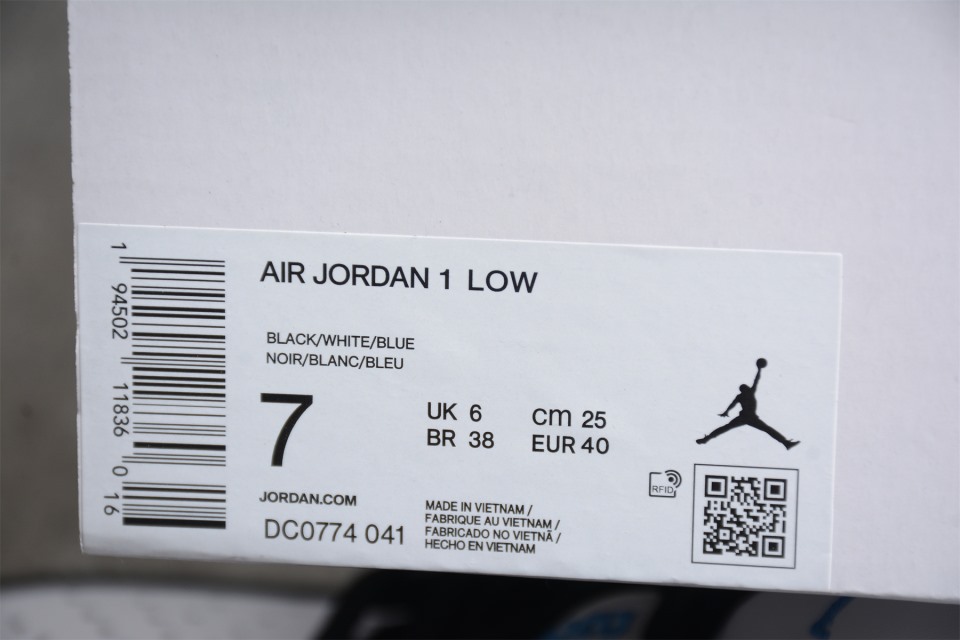 AIR JORDAN 1 LOW
BLACK/WHITE/BLUE
NOIR/BLANC/BLEU
7
UK 6
BR 38
cm 25
EUR 40
RFID
JORDAN.COM
DC0774 041
MADE IN VIETNAM /
FABRIQUE AU VIETNAM /
FABRICADO NO VIETNÃ /
HECHO EN VIETNAM
1 94502 11836 0 16